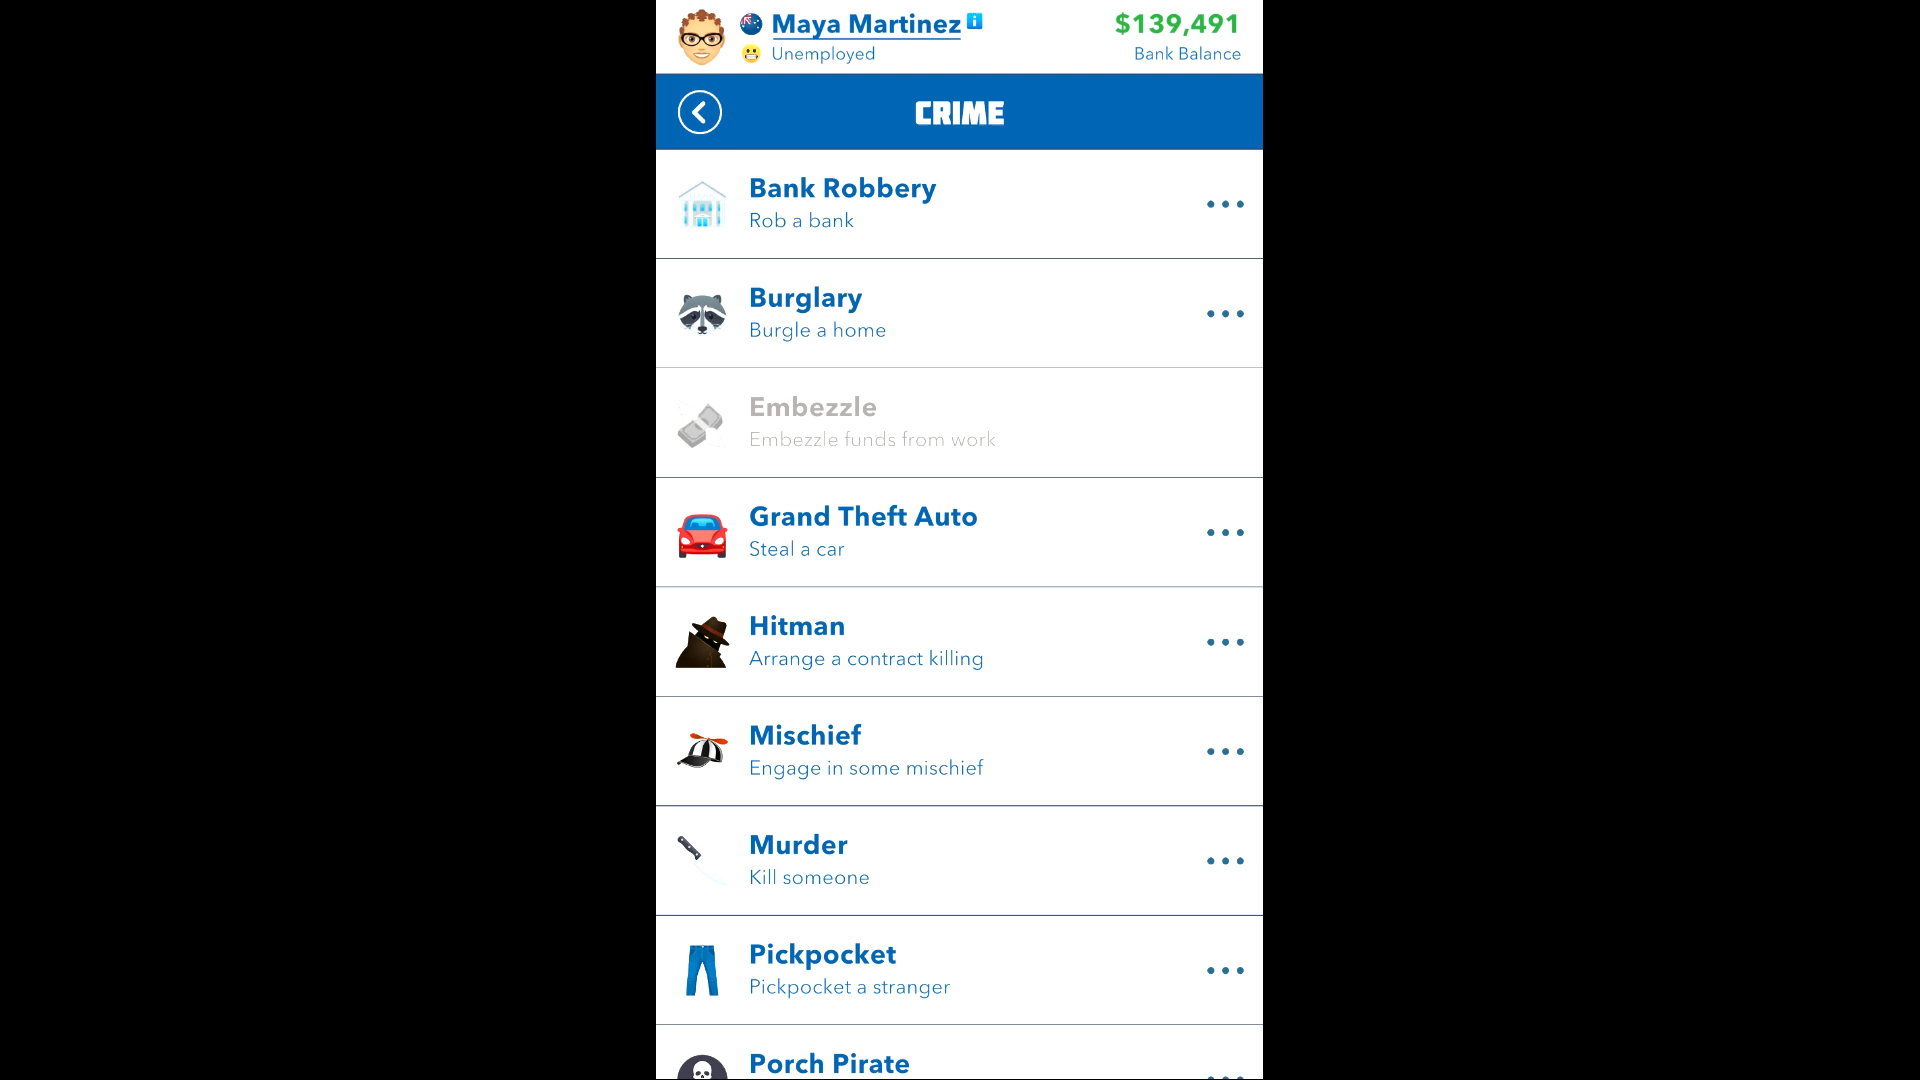 Maya Martinez
$139,491
Unemployed
Bank Balance
CRIME
Bank Robbery
Rob a bank
Burglary
Burgle a home
Embezzle
Embezzle funds from work
Grand Theft Auto
Steal a car
Hitman
Arrange a contract killing
Mischief
Engage in some mischief
Murder
Kill someone
Pickpocket
Pickpocket a stranger
Porch Pirate